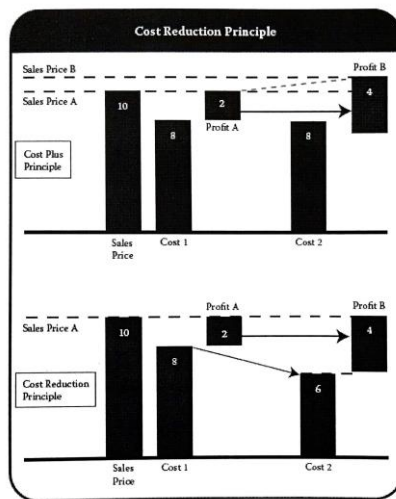 Cost Reduction Principle
Sales Price B
Profit B
Sales Price A
10
2
4
8
Profit A
8
Cost Plus
Principle
Sales
Price
Cost 1
Cost 2
Profit A
Profit B
Sales Price A
10
2
4
8
6
Cost Reduction
Principle
Sales
Price
Cost 1
Cost 2